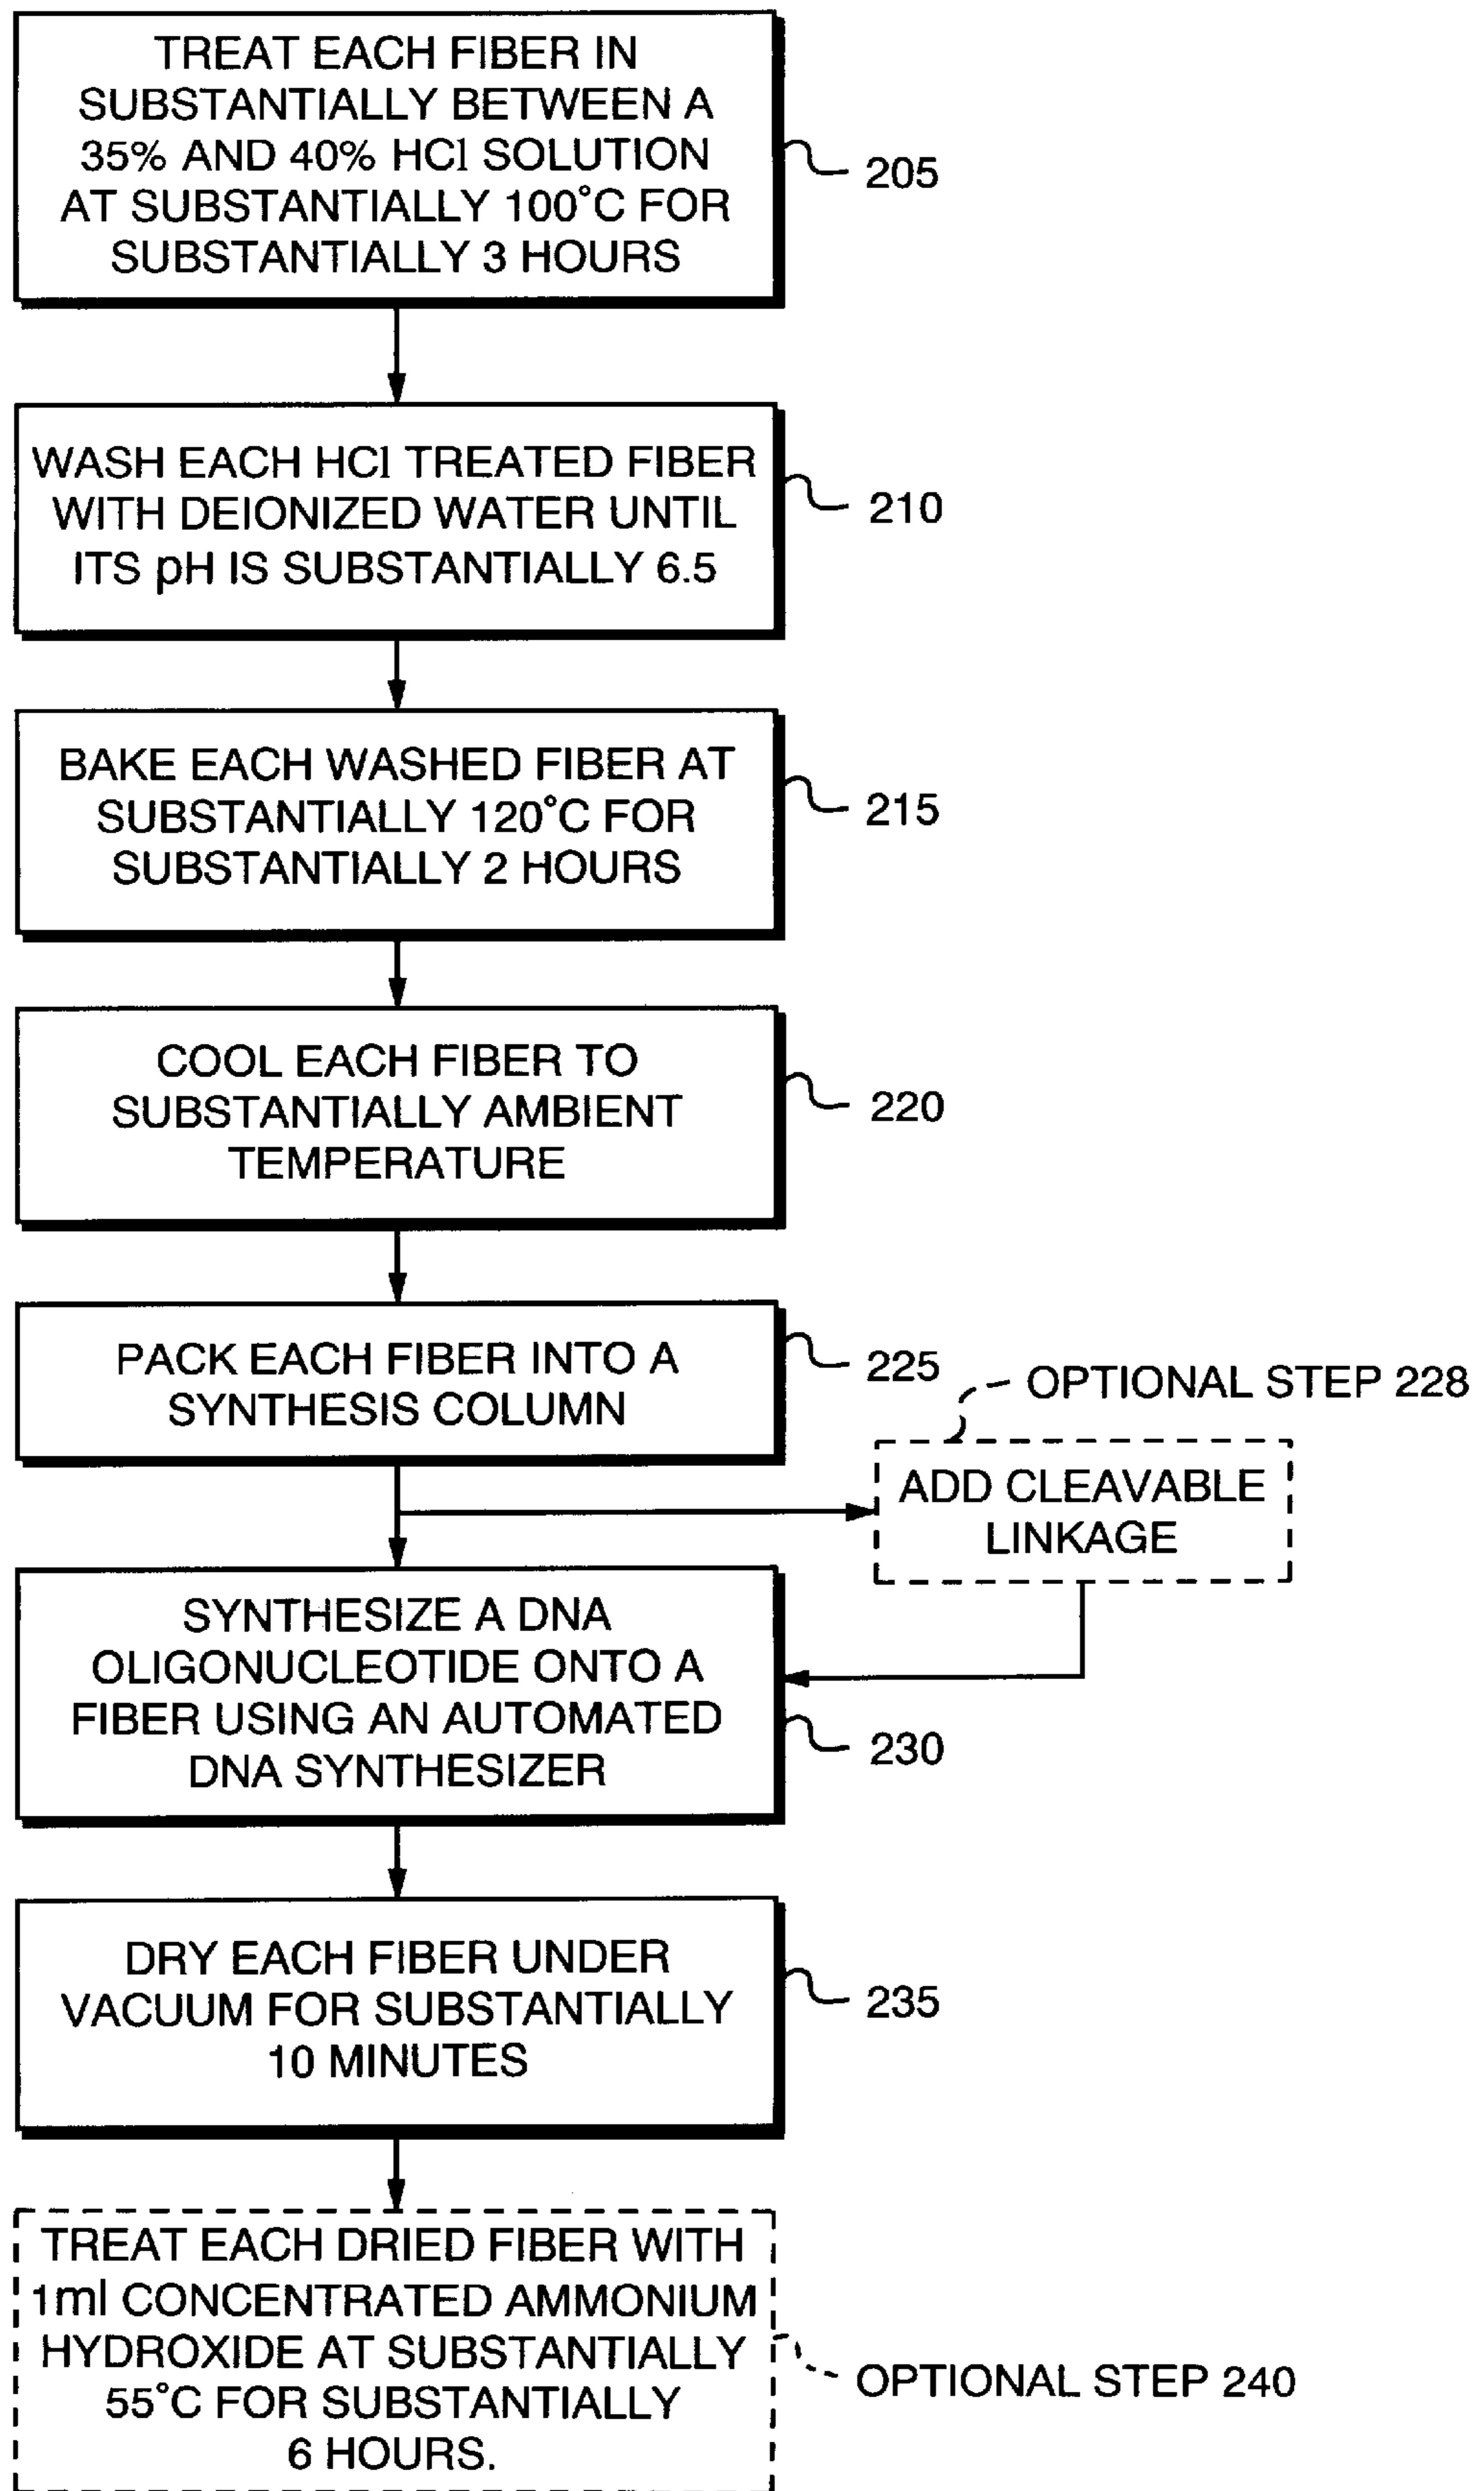 TREAT EACH FIBER IN
SUBSTANTIALLY BETWEEN A
35% AND 40% HCl SOLUTION
AT SUBSTANTIALLY 100°C FOR
SUBSTANTIALLY 3 HOURS
205
WASH EACH HCl TREATED FIBER
WITH DEIONIZED WATER UNTIL
ITS pH IS SUBSTANTIALLY 6.5
210
BAKE EACH WASHED FIBER AT
SUBSTANTIALLY 120°C FOR
SUBSTANTIALLY 2 HOURS
215
COOL EACH FIBER TO
SUBSTANTIALLY AMBIENT
TEMPERATURE
220
PACK EACH FIBER INTO A
SYNTHESIS COLUMN
225
OPTIONAL STEP 228
ADD CLEAVABLE
LINKAGE
SYNTHESIZE A DNA
OLIGONUCLEOTIDE ONTO A
FIBER USING AN AUTOMATED
DNA SYNTHESIZER
230
DRY EACH FIBER UNDER
VACUUM FOR SUBSTANTIALLY
10 MINUTES
235
TREAT EACH DRIED FIBER WITH
1ml CONCENTRATED AMMONIUM
HYDROXIDE AT SUBSTANTIALLY
55°C FOR SUBSTANTIALLY
6 HOURS.
OPTIONAL STEP 240